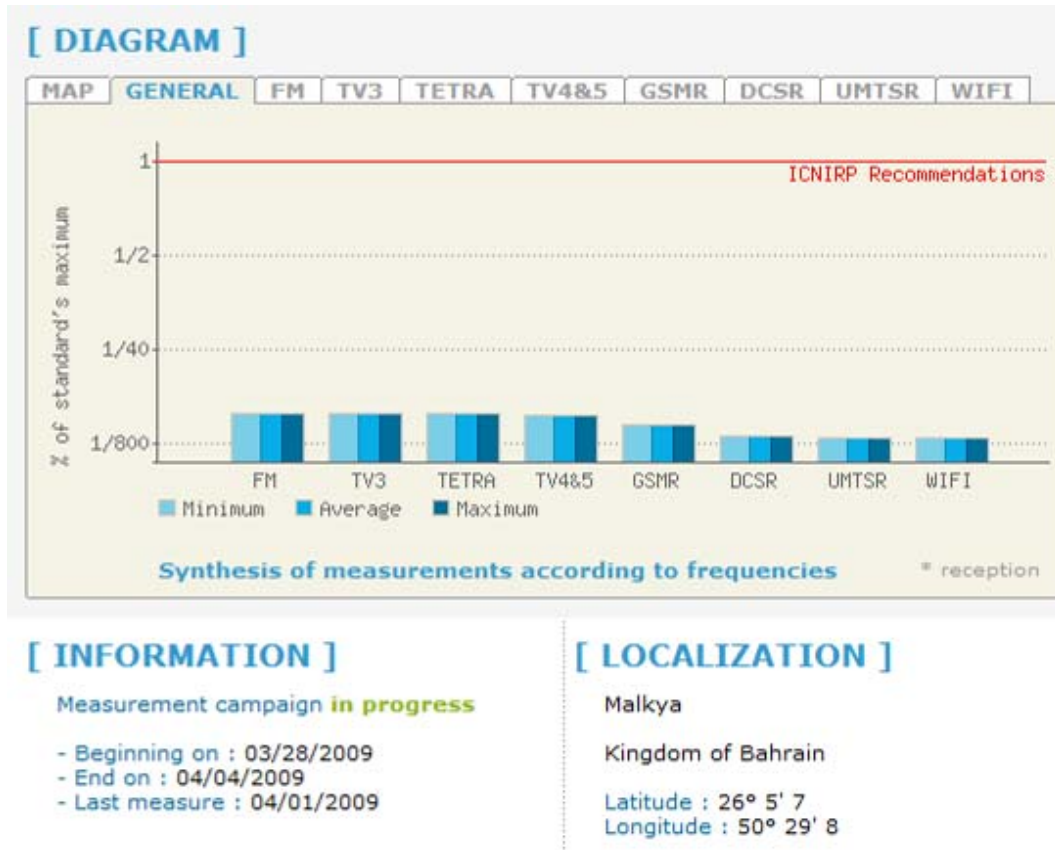 [ DIAGRAM ]
MAP GENERAL FM TV3 TETRA TV4&5 GSMR DCSR UMTSR WIFI
1
ICNIRP Recommendations
1/2
1/40
1/800
% of standard's maximum
FM TV3 TETRA TV4&5 GSMR DCSR UMTSR WIFI
Minimum Average Maximum
Synthesis of measurements according to frequencies * reception
[ INFORMATION ]
Measurement campaign in progress
- Beginning on : 03/28/2009
- End on : 04/04/2009
- Last measure : 04/01/2009
[ LOCALIZATION ]
Malkya
Kingdom of Bahrain
Latitude : 26º 5' 7
Longitude : 50º 29' 8